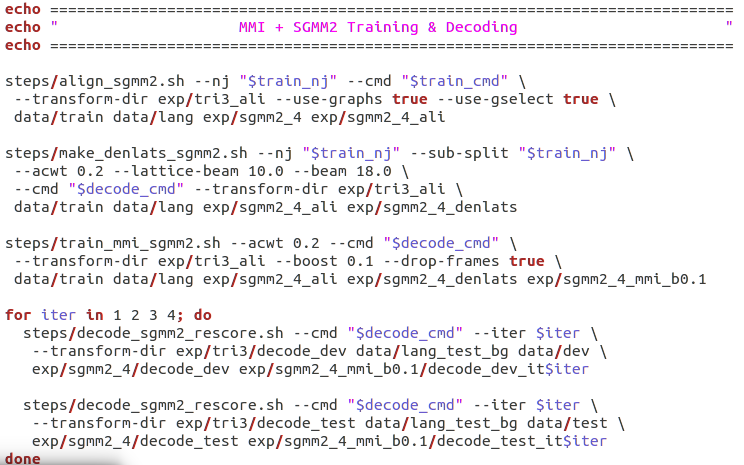 echo ============================================================================
echo "                    MMI + SGMM2 Training & Decoding                       "
echo ============================================================================
steps/align_sgmm2.sh --nj "$train_nj" --cmd "$train_cmd" \
 --transform-dir exp/tri3_ali --use-graphs true --use-gselect true \
 data/train data/lang exp/sgmm2_4 exp/sgmm2_4_ali
steps/make_denlats_sgmm2.sh --nj "$train_nj" --sub-split "$train_nj" \
 --acwt 0.2 --lattice-beam 10.0 --beam 18.0 \
 --cmd "$decode_cmd" --transform-dir exp/tri3_ali \
 data/train data/lang exp/sgmm2_4_ali exp/sgmm2_4_denlats
steps/train_mmi_sgmm2.sh --acwt 0.2 --cmd "$decode_cmd" \
 --transform-dir exp/tri3_ali --boost 0.1 --drop-frames true \
 data/train data/lang exp/sgmm2_4_ali exp/sgmm2_4_denlats exp/sgmm2_4_mmi_b0.1
for iter in 1 2 3 4; do
  steps/decode_sgmm2_rescore.sh --cmd "$decode_cmd" --iter $iter \
   --transform-dir exp/tri3/decode_dev data/lang_test_bg data/dev \
   exp/sgmm2_4/decode_dev exp/sgmm2_4_mmi_b0.1/decode_dev_it$iter
  steps/decode_sgmm2_rescore.sh --cmd "$decode_cmd" --iter $iter \
   --transform-dir exp/tri3/decode_test data/lang_test_bg data/test \
   exp/sgmm2_4/decode_test exp/sgmm2_4_mmi_b0.1/decode_test_it$iter
done